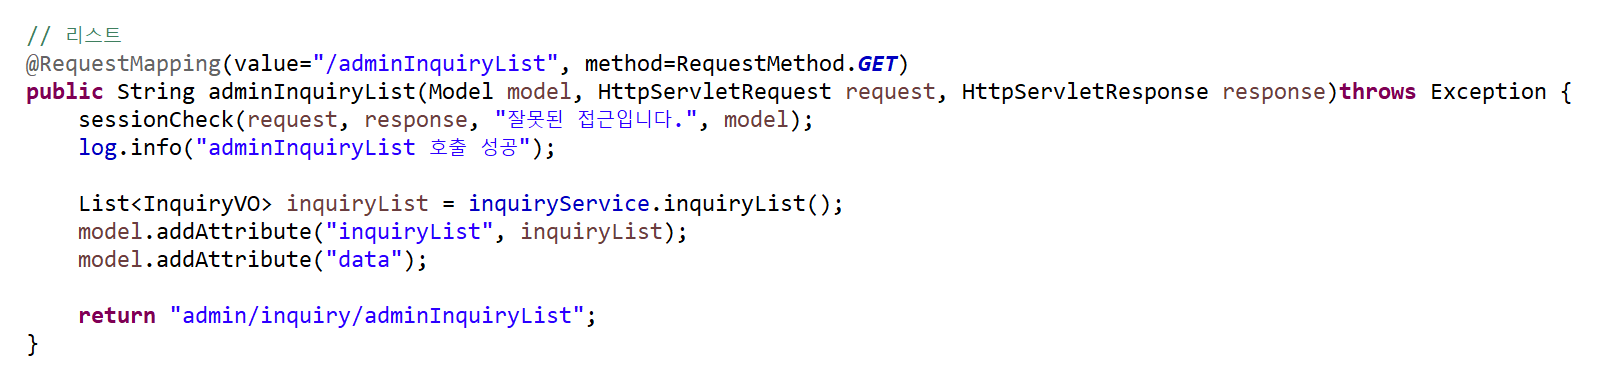 // 리스트
@RequestMapping(value="/adminInquiryList", method=RequestMethod.GET)
public String adminInquiryList(Model model, HttpServletRequest request, HttpServletResponse response)throws Exception {
    sessionCheck(request, response, "잘못된 접근입니다.", model);
    log.info("adminInquiryList 호출 성공");

    List<InquiryVO> inquiryList = inquiryService.inquiryList();
    model.addAttribute("inquiryList", inquiryList);
    model.addAttribute("data");

    return "admin/inquiry/adminInquiryList";
}